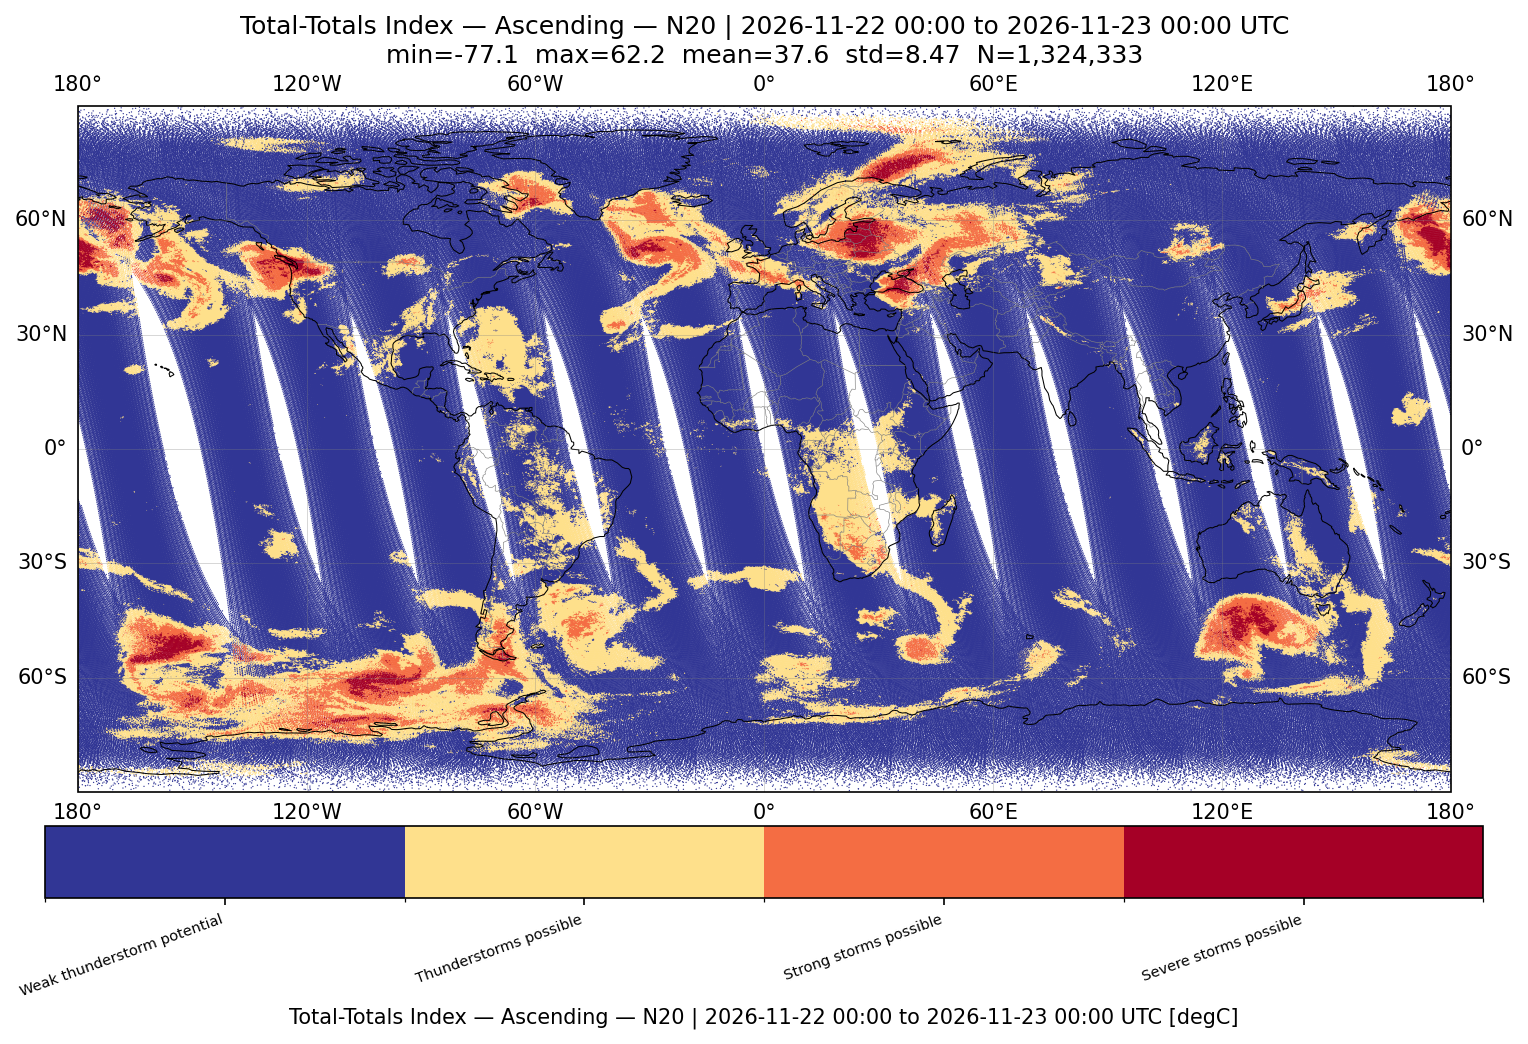 Total-Totals Index — Ascending — N20 | 2026-11-22 00:00 to 2026-11-23 00:00 UTC
min=-77.1 max=62.2 mean=37.6 std=8.47 N=1,324,333
180° 120°W 60°W 0° 60°E 120°E 180°
60°N 60°N
30°N 30°N
0° 0°
30°S 30°S
60°S 60°S
180° 120°W 60°W 0° 60°E 120°E 180°
Weak thunderstorm potential
Thunderstorms possible
Strong storms possible
Severe storms possible
Total-Totals Index — Ascending — N20 | 2026-11-22 00:00 to 2026-11-23 00:00 UTC [degC]